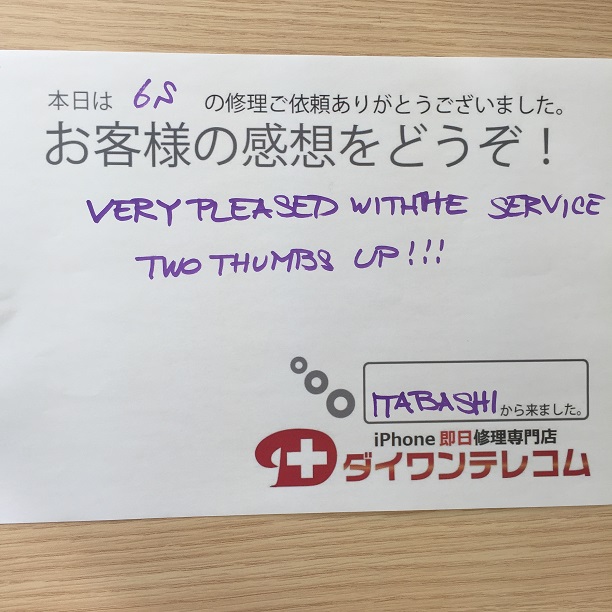 本日は 6S の修理ご依頼ありがとうございました。
お客様の感想をどうぞ！
VERY PLEASED WITH THE SERVICE
TWO THUMBS UP!!!
ITABASHI から来ました。
iPhone 即日修理専門店
ダイワンテレコム